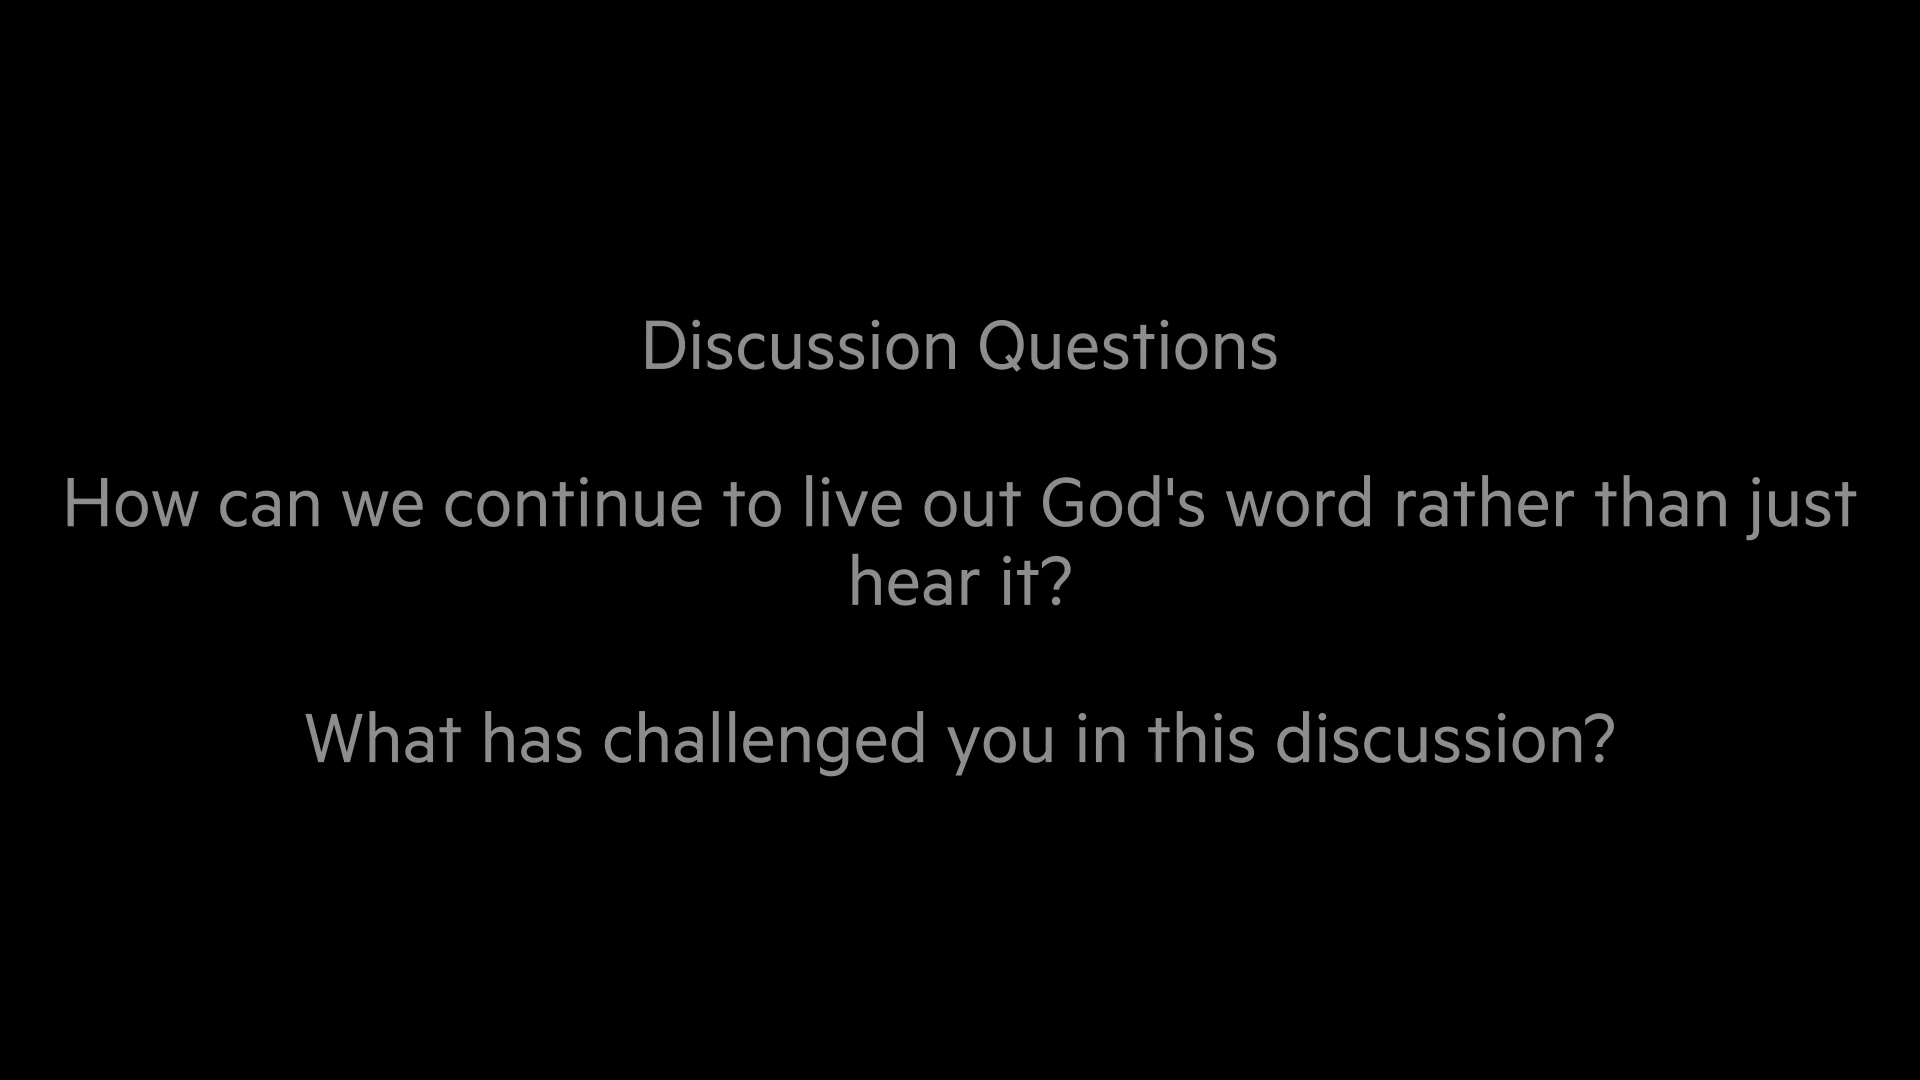 Discussion Questions
How can we continue to live out God's word rather than just
hear it?
What has challenged you in this discussion?